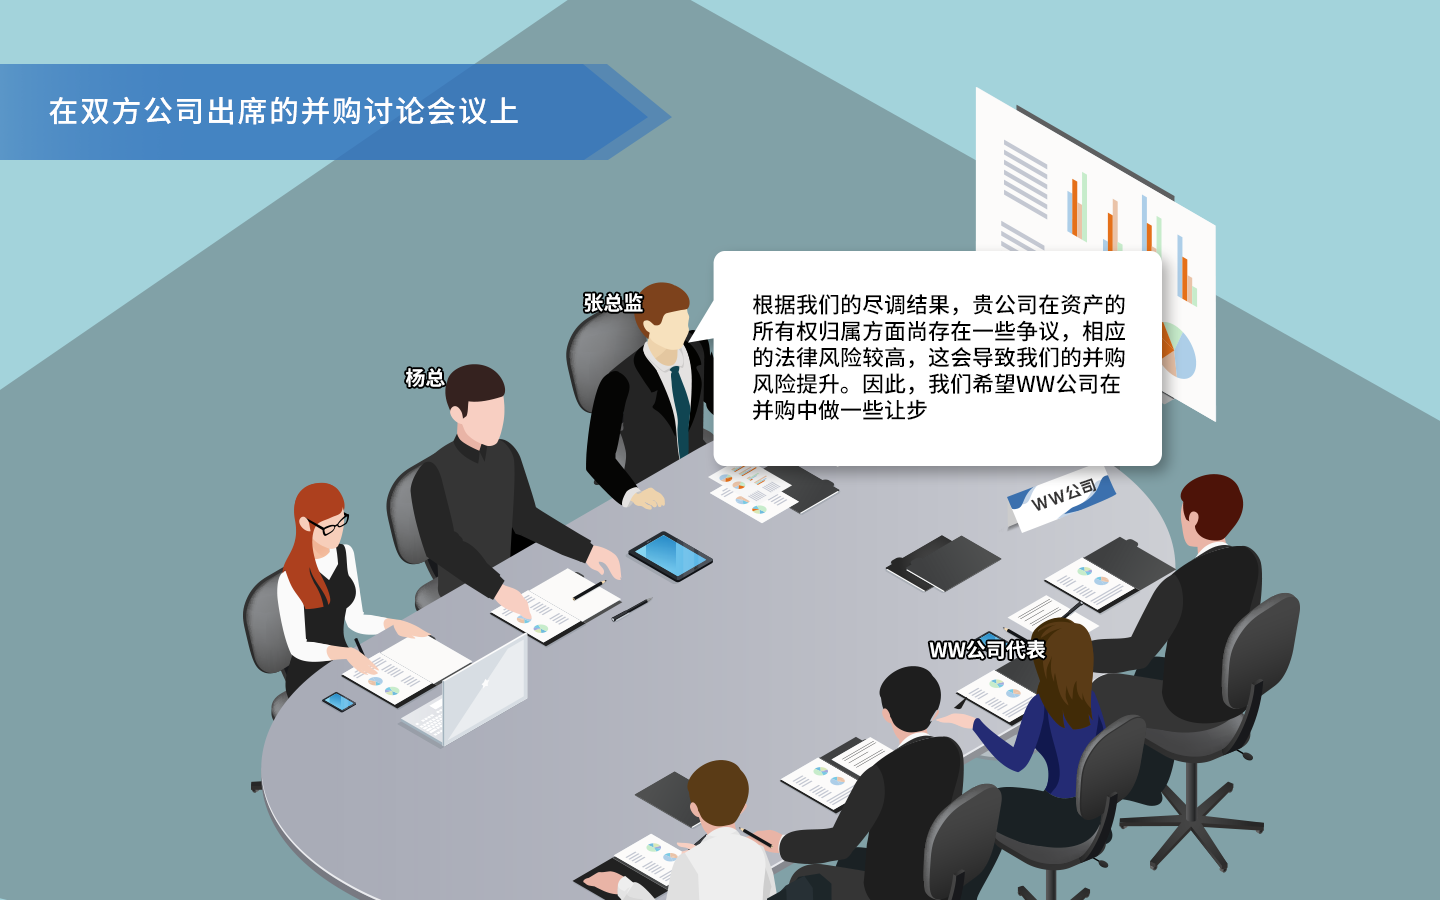 在双方公司出席的并购讨论会议上
张总监
根据我们的尽调结果，贵公司在资产的
所有权归属方面尚存在一些争议，相应
的法律风险较高，这会导致我们的并购
风险提升。因此，我们希望WW公司在
并购中做一些让步
杨总
WW公司
WW公司代表